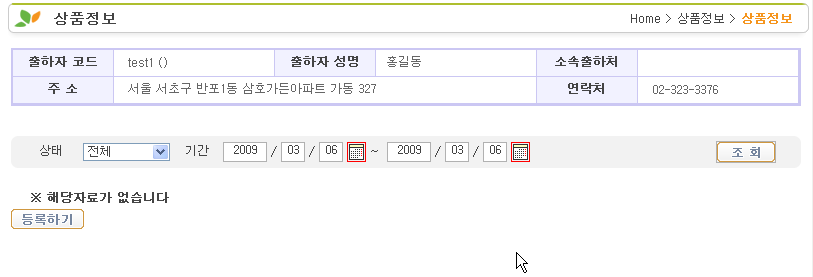 상품정보
Home > 상품정보 > 상품정보
출하자 코드 test1 () 출하자 성명 홍길동 소속출하처
주 소 서울 서초구 반포1동 삼호가든아파트 가동 327 연락처 02-323-3376
상태 전체 기간 2009 / 03 / 06 ~ 2009 / 03 / 06 조 회
※ 해당자료가 없습니다
등록하기